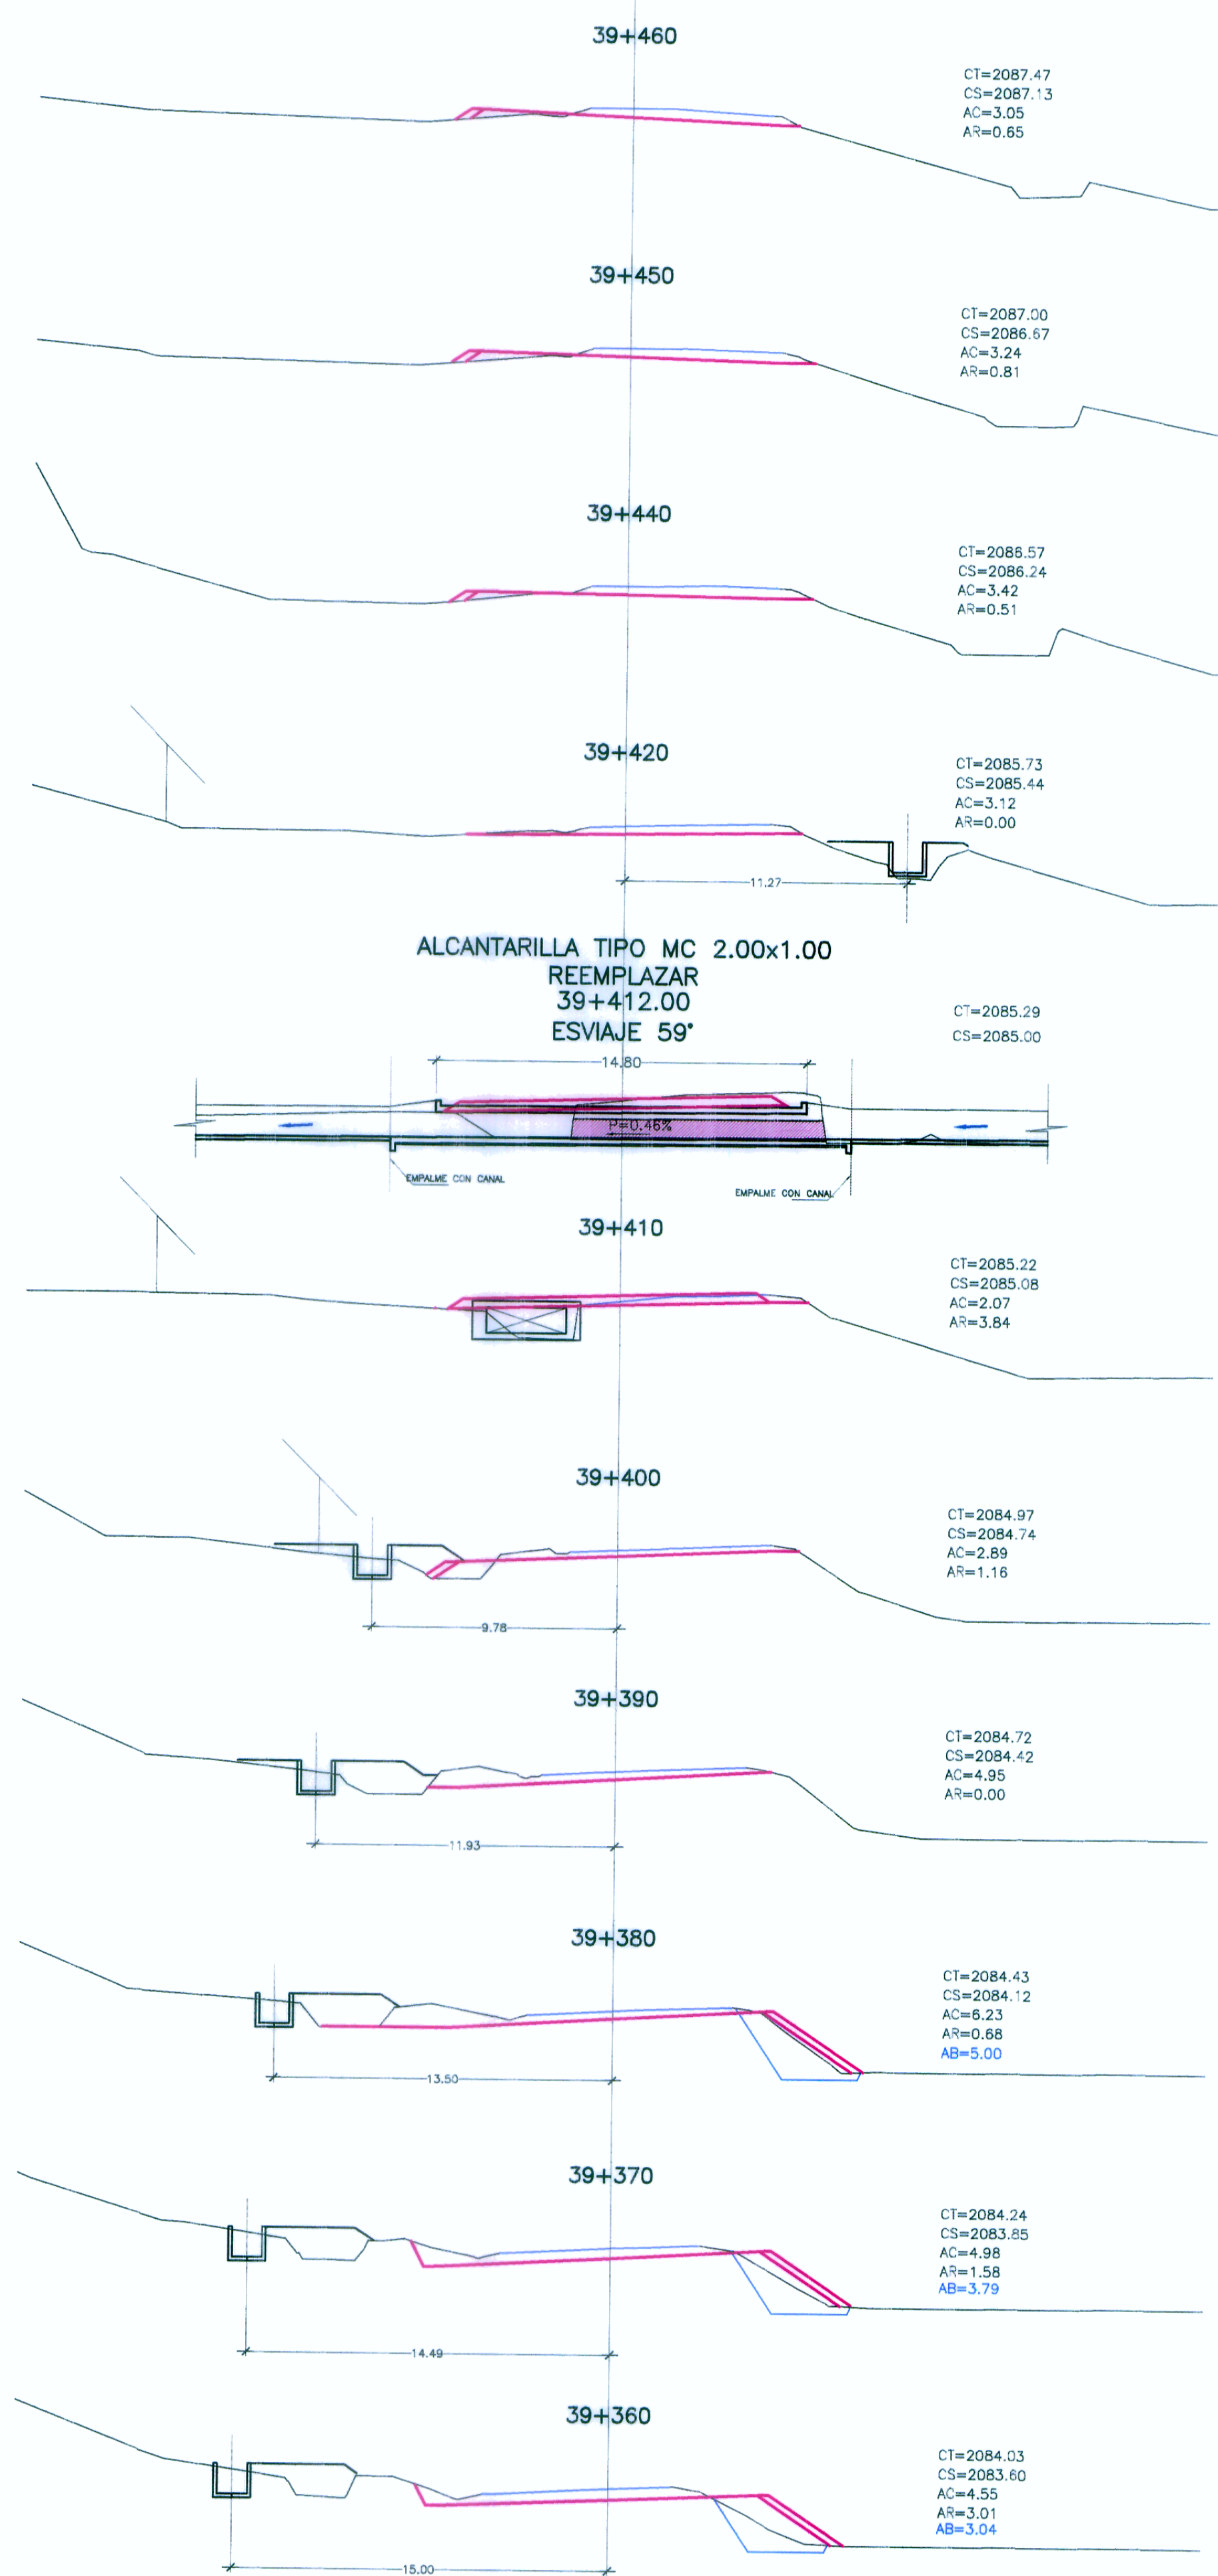 39+460
CT=2087.47
CS=2087.13
AC=3.05
AR=0.65
39+450
CT=2087.00
CS=2086.67
AC=3.24
AR=0.81
39+440
CT=2086.57
CS=2086.24
AC=3.42
AR=0.51
39+420
CT=2085.73
CS=2085.44
AC=3.12
AR=0.00
11.27
ALCANTARILLA TIPO MC 2.00x1.00
REEMPLAZAR
39+412.00
ESVIAJE 59°
CT=2085.29
CS=2085.00
14.80
P=0.46%
EMPALME CON CANAL
EMPALME CON CANAL
39+410
CT=2085.22
CS=2085.08
AC=2.07
AR=3.84
39+400
CT=2084.97
CS=2084.74
AC=2.89
AR=1.16
9.78
39+390
CT=2084.72
CS=2084.42
AC=4.95
AR=0.00
11.93
39+380
CT=2084.43
CS=2084.12
AC=6.23
AR=0.68
AB=5.00
13.50
39+370
CT=2084.24
CS=2083.85
AC=4.98
AR=1.58
AB=3.79
14.49
39+360
CT=2084.03
CS=2083.60
AC=4.55
AR=3.01
AB=3.04
15.00